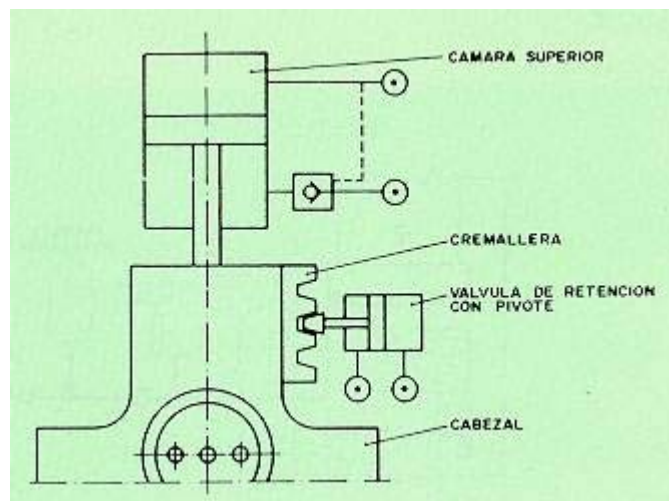 CAMARA SUPERIOR
CREMALLERA
VALVULA DE RETENCION
CON PIVOTE
CABEZAL